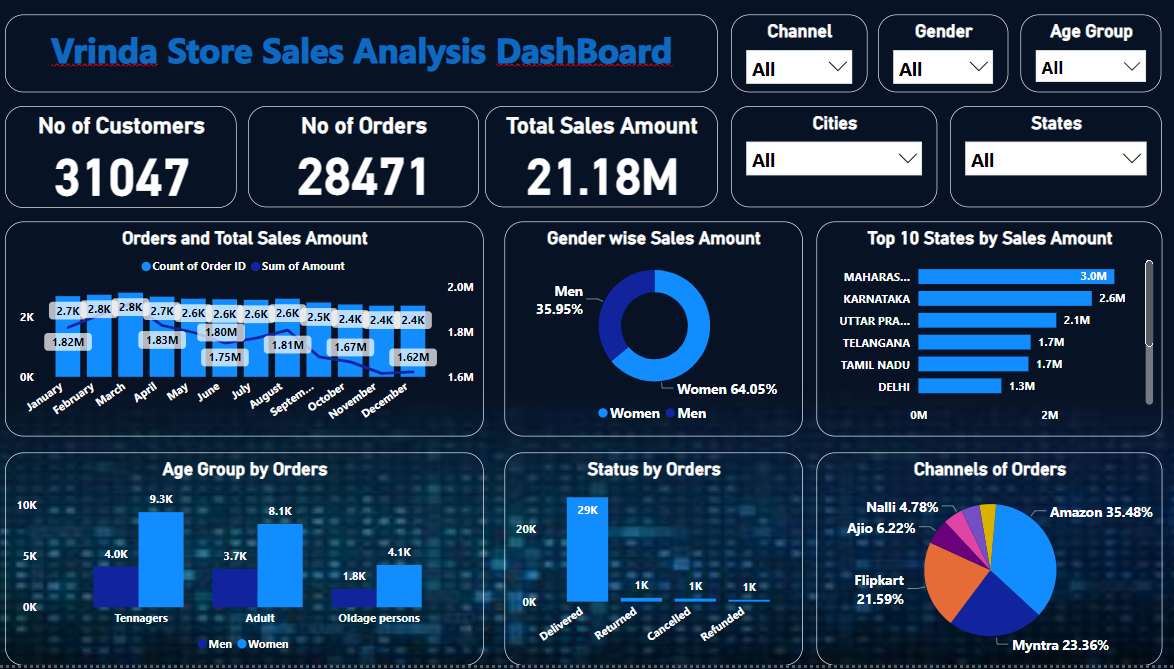 Vrinda Store Sales Analysis DashBoard
Channel
All
Gender
All
Age Group
All
No of Customers
31047
No of Orders
28471
Total Sales Amount
21.18M
Cities
All
States
All
Orders and Total Sales Amount
Count of Order ID Sum of Amount
2K
0K
2.0M
1.8M
1.6M
2.7K 2.8K 2.8K 2.7K 2.6K 2.6K 2.6K 2.6K 2.5K 2.4K 2.4K 2.4K
1.82M 1.83M 1.80M 1.75M 1.81M 1.67M 1.62M
January February March April May June July August Septem... October November December
Gender wise Sales Amount
Men
35.95%
Women 64.05%
Women Men
Top 10 States by Sales Amount
MAHARAS... 3.0M
KARNATAKA 2.6M
UTTAR PRA... 2.1M
TELANGANA 1.7M
TAMIL NADU 1.7M
DELHI 1.3M
0M 2M
Age Group by Orders
10K
5K
0K
4.0K 9.3K 3.7K 8.1K 1.8K 4.1K
Tennagers Adult Oldage persons
Men Women
Status by Orders
20K
0K
29K 1K 1K 1K
Delivered Returned Cancelled Refunded
Channels of Orders
Nalli 4.78%
Ajio 6.22%
Flipkart
21.59%
Amazon 35.48%
Myntra 23.36%